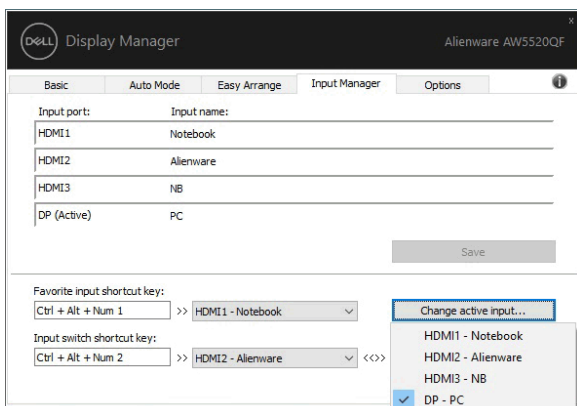 DELL Display Manager Alienware AW5520QF
x
Basic Auto Mode Easy Arrange Input Manager Options i
Input port: Input name:
HDMI1 Notebook
HDMI2 Alienware
HDMI3 NB
DP (Active) PC
Save
Favorite input shortcut key:
Ctrl + Alt + Num 1 >> HDMI1 - Notebook Change active input...
Input switch shortcut key:
Ctrl + Alt + Num 2 >> HDMI2 - Alienware <<>>
HDMI1 - Notebook
HDMI2 - Alienware
HDMI3 - NB
DP - PC